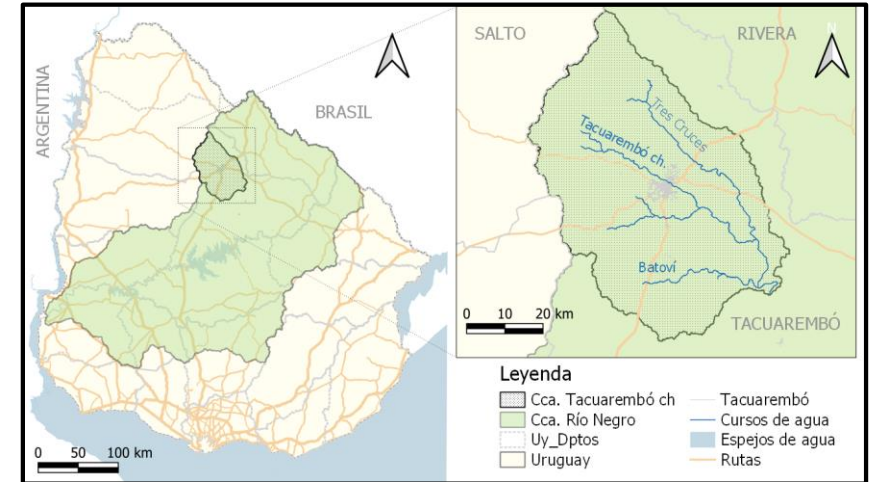 ARGENTINA
BRASIL
0 50 100 km
SALTO
N
RIVERA
Tres Cruces
Tacuarembó ch.
Batoví
0 10 20 km
TACUAREMBÓ
Leyenda
Cca. Tacuarembó ch
Cca. Río Negro
Uy_Dptos
Uruguay
Tacuarembó
Cursos de agua
Espejos de agua
Rutas